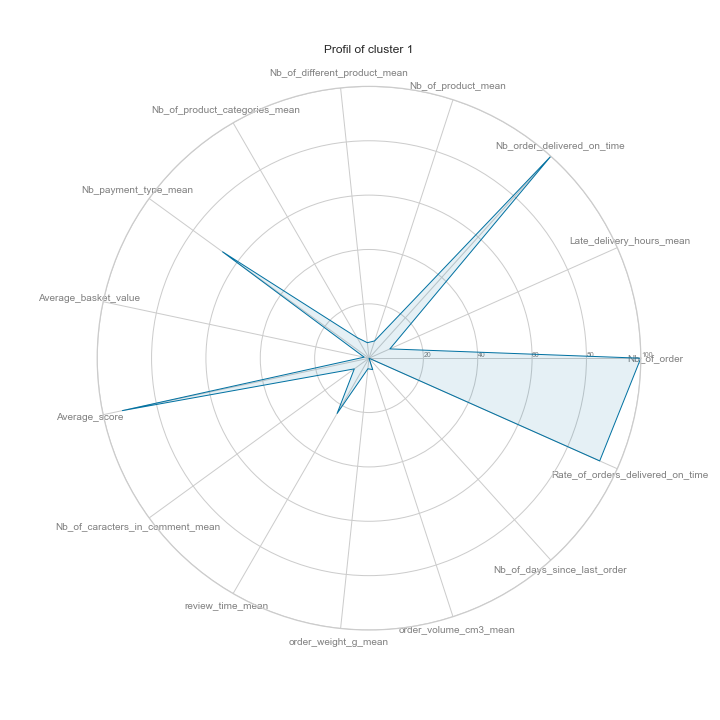 Profil of cluster 1
Nb_of_different_product_mean
Nb_of_product_mean
Nb_of_product_categories_mean
Nb_order_delivered_on_time
Nb_payment_type_mean
Late_delivery_hours_mean
Average_basket_value
20 40 60 80 100
Nb_of_order
Average_score
Rate_of_orders_delivered_on_time
Nb_of_caracters_in_comment_mean
Nb_of_days_since_last_order
review_time_mean
order_volume_cm3_mean
order_weight_g_mean